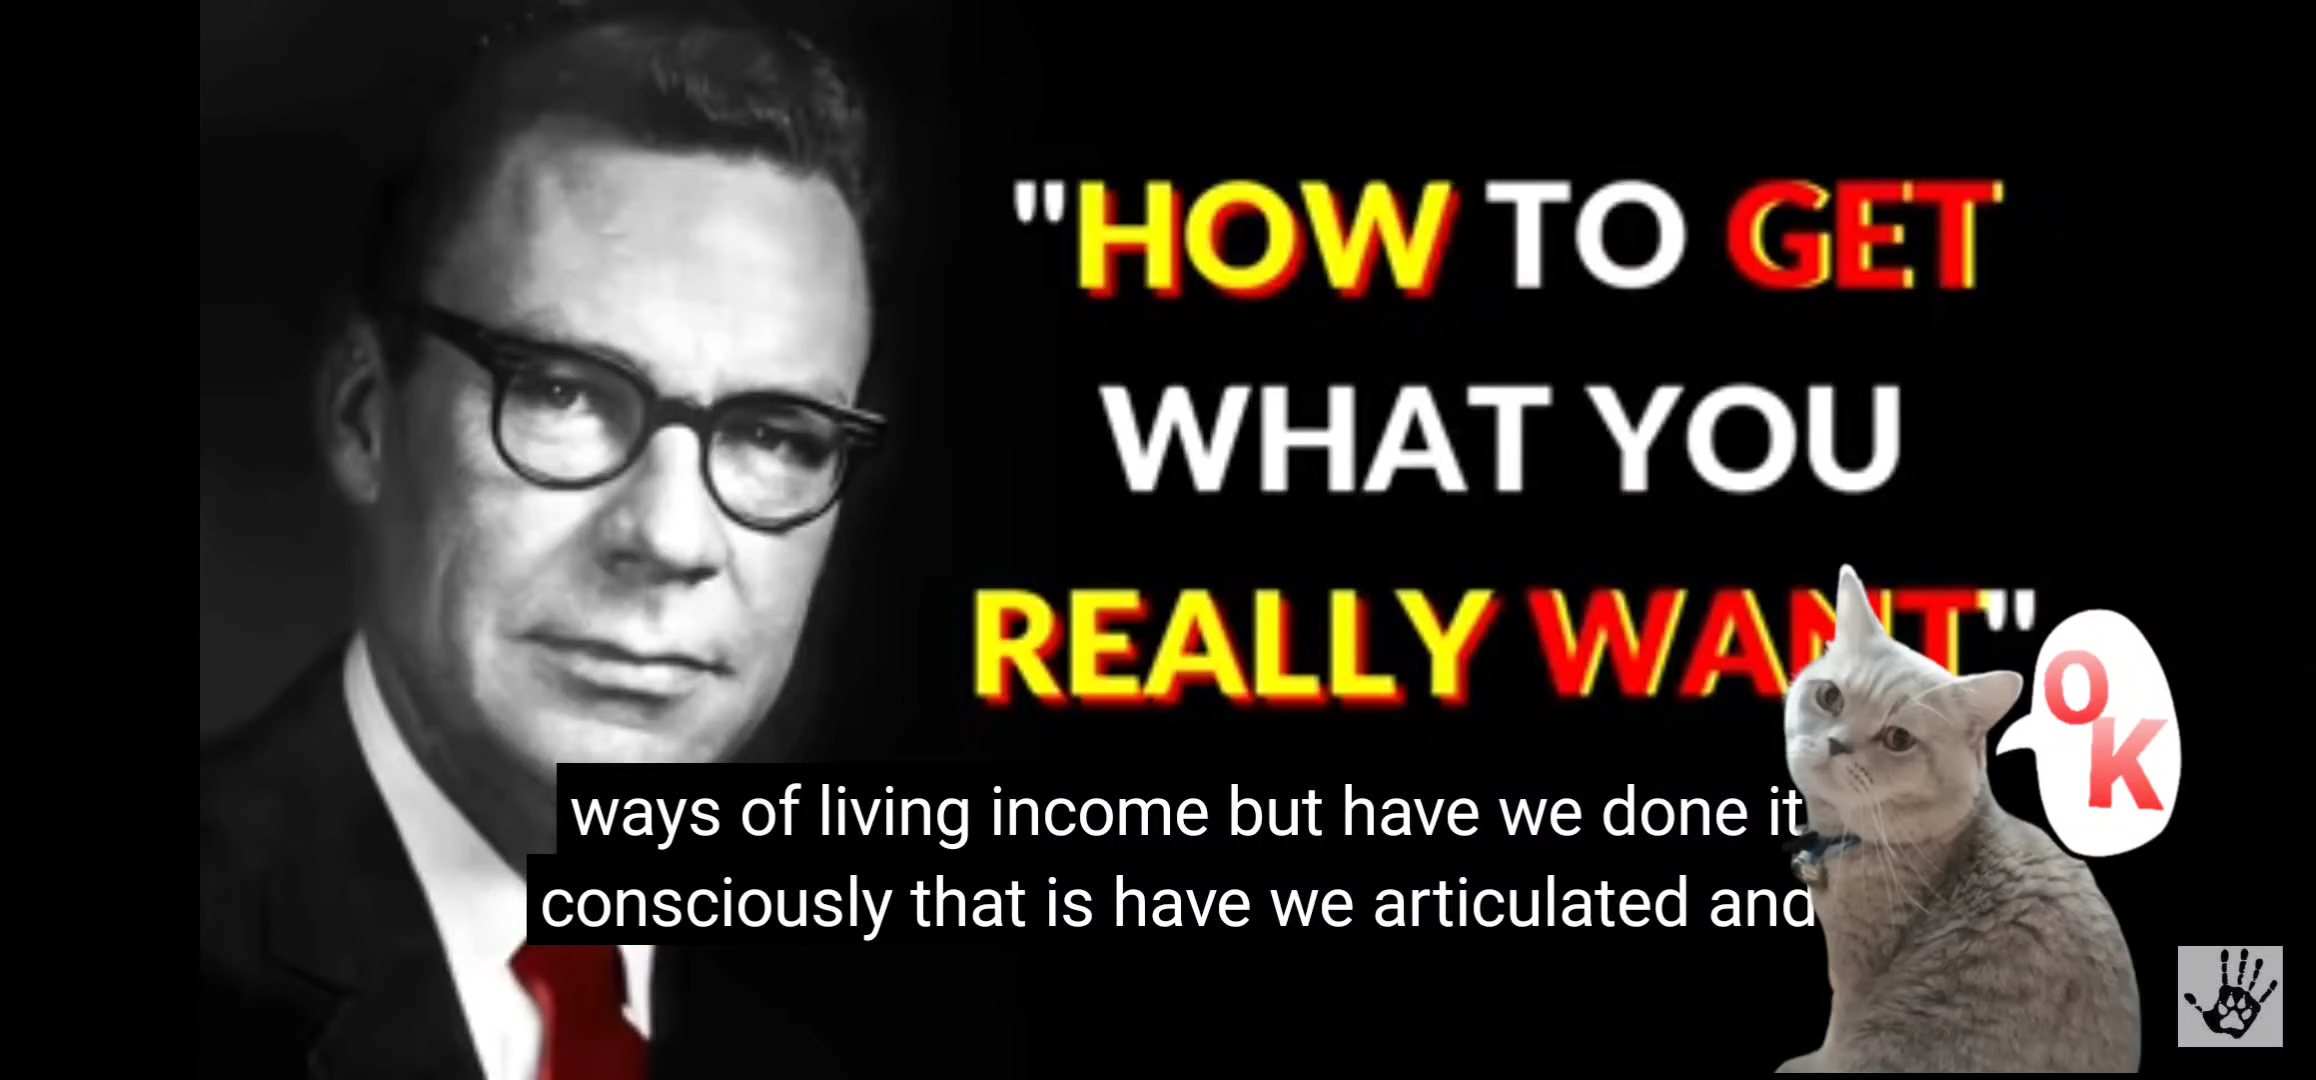 "HOW TO GET
WHAT YOU
REALLY WANT"
OK
ways of living income but have we done it
consciously that is have we articulated and